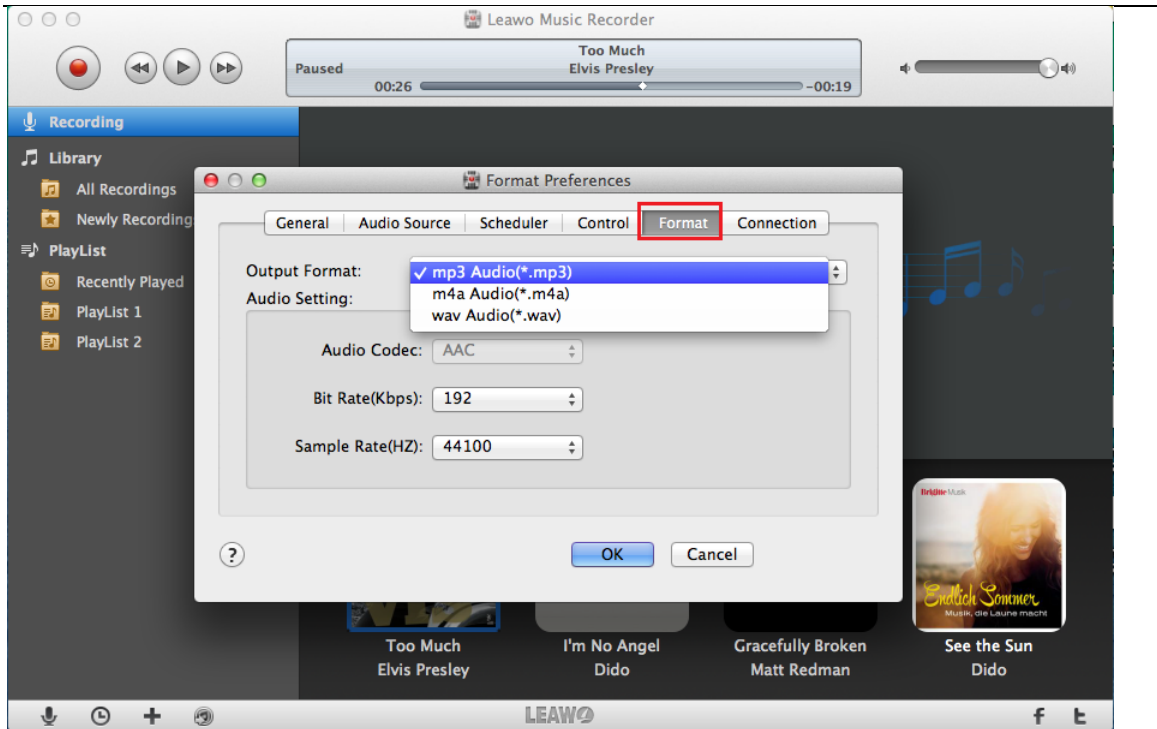 Leawo Music Recorder
Too Much
Paused
Elvis Presley
00:26
-00:19
Recording
Library
All Recordings
Newly Recording
PlayList
Recently Played
PlayList 1
PlayList 2
Format Preferences
General Audio Source Scheduler Control Format Connection
Output Format:
mp3 Audio(*.mp3)
m4a Audio(*.m4a)
wav Audio(*.wav)
Audio Setting:
Audio Codec: AAC
Bit Rate(Kbps): 192
Sample Rate(HZ): 44100
? OK Cancel
Brigitte Musik
Endlich Sommer
Musik, die Laune macht
Too Much
Elvis Presley
I'm No Angel
Dido
Gracefully Broken
Matt Redman
See the Sun
Dido
LEAWO